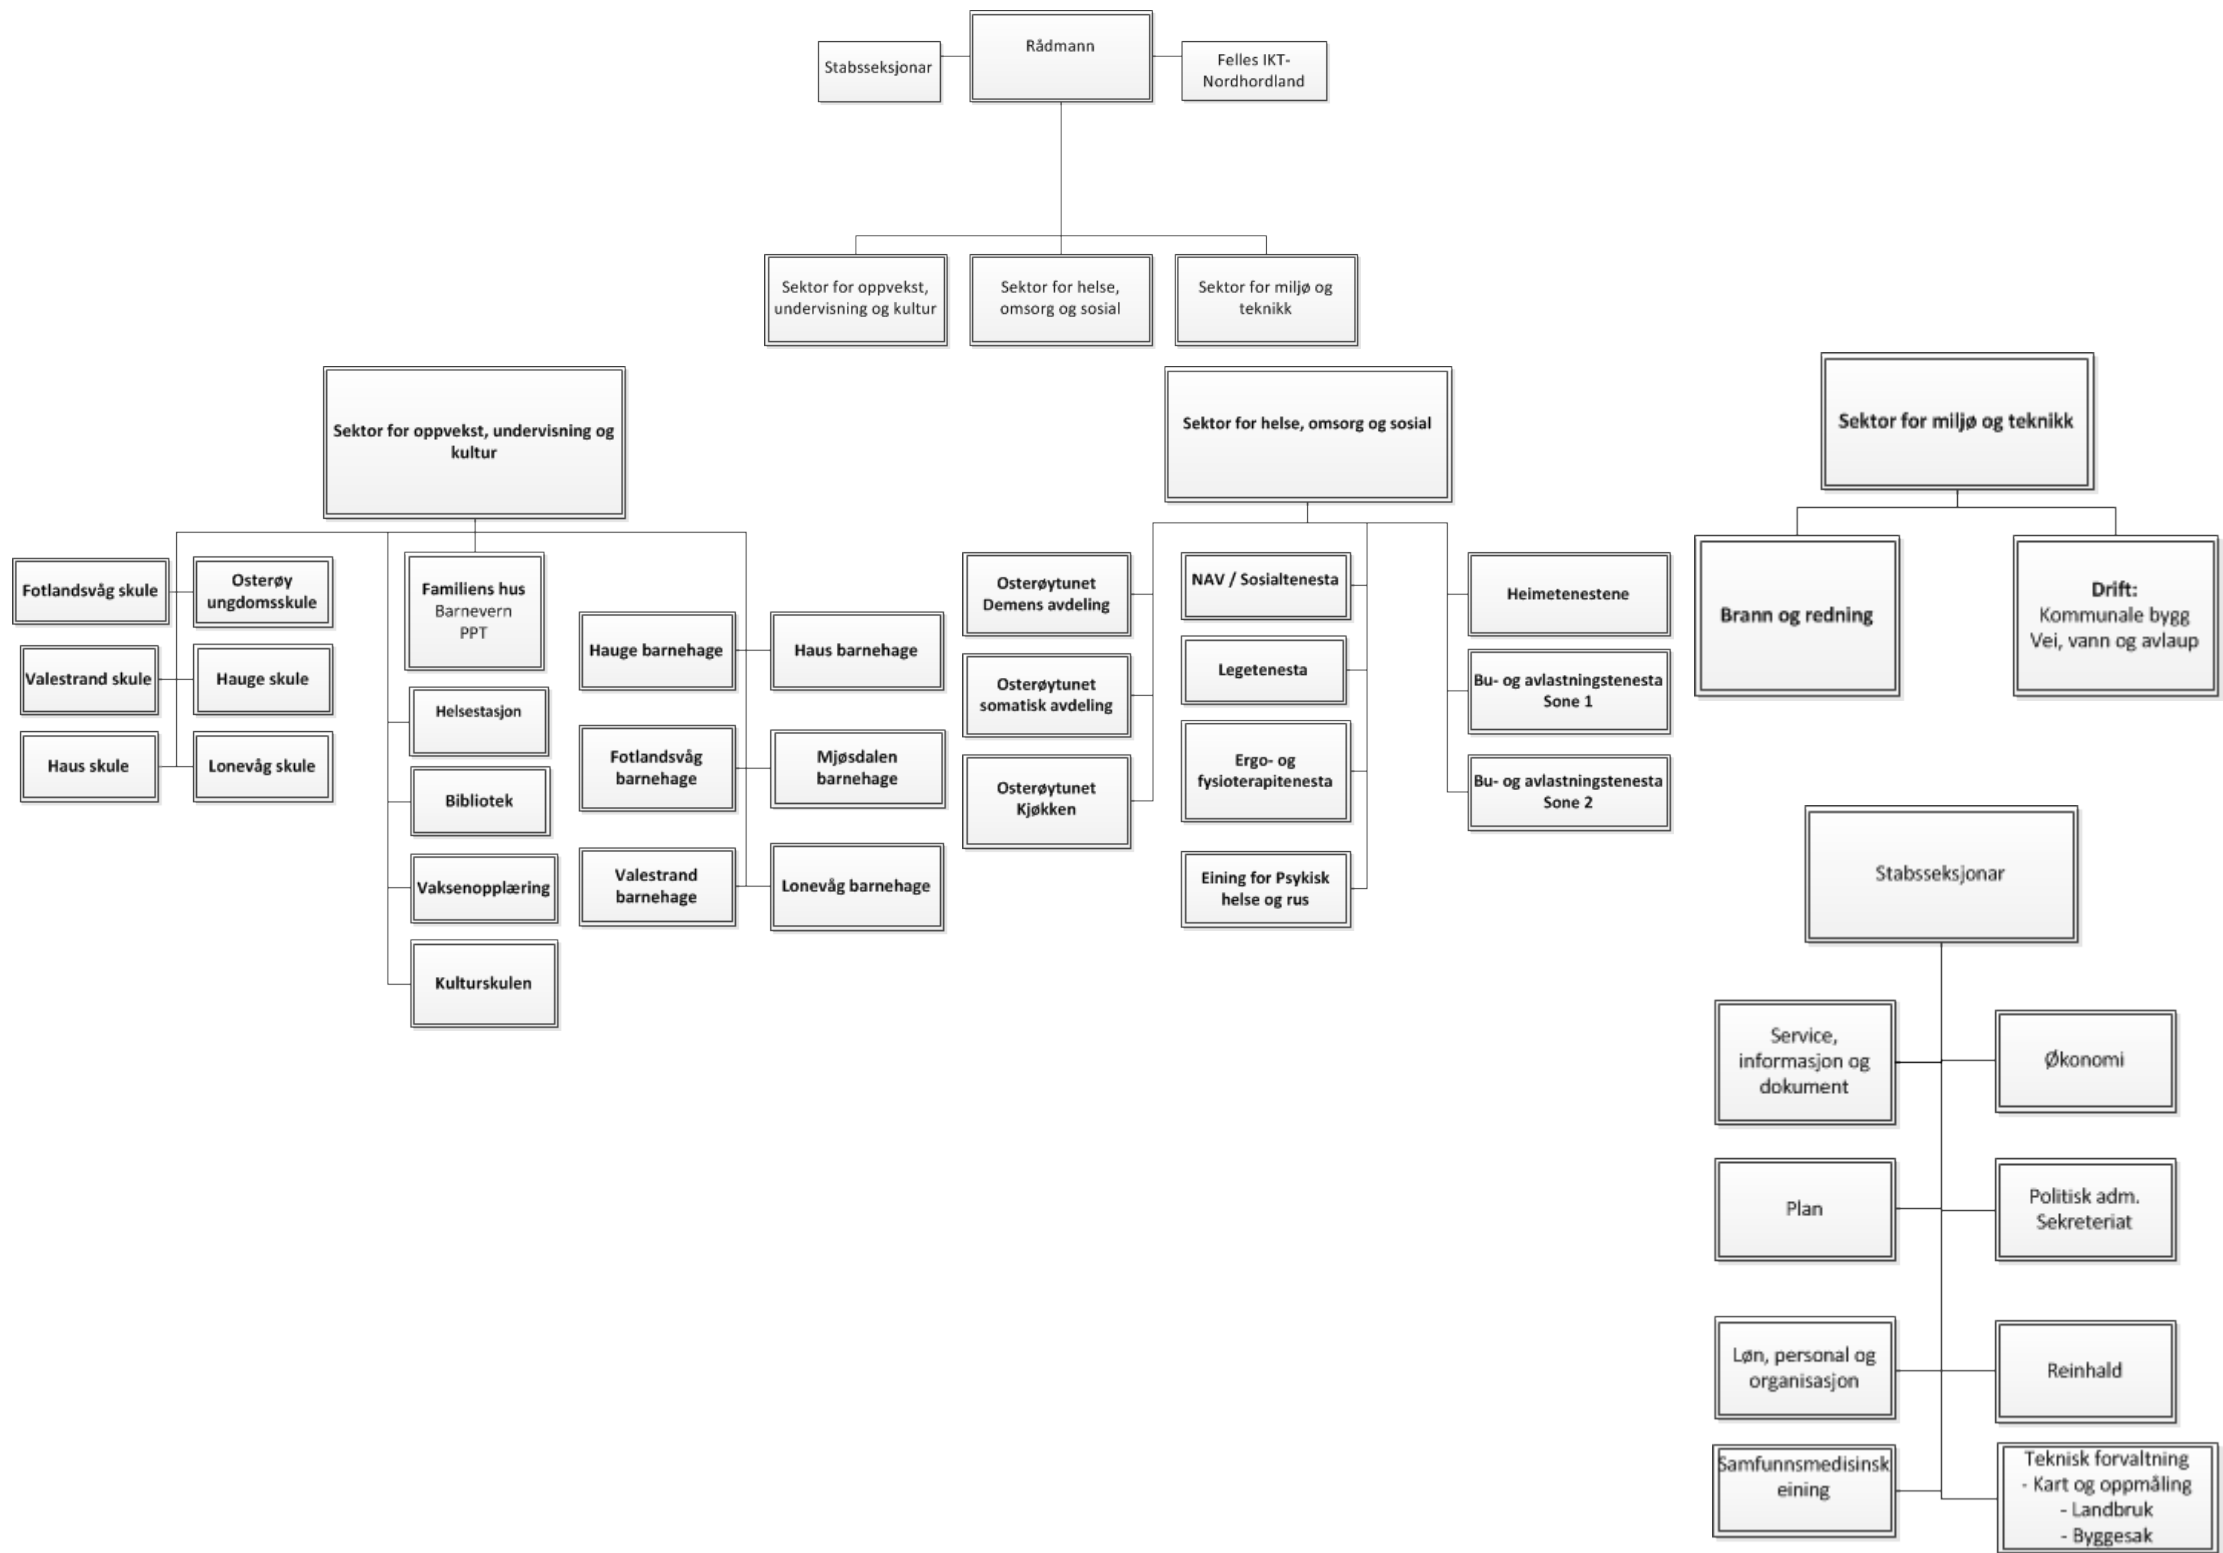 Rådmann
Stabsseksjonar
Felles IKT-
Nordhordland
Sektor for oppvekst,
undervisning og kultur
Sektor for helse,
omsorg og sosial
Sektor for miljø og
teknikk
Sektor for oppvekst, undervisning og
kultur
Fotlandsvåg skule
Osterøy
ungdomsskule
Valestrand skule
Hauge skule
Haus skule
Lonevåg skule
Familiens hus
Barnevern
PPT
Helsestasjon
Bibliotek
Vaksenopplæring
Kulturskulen
Hauge barnehage
Haus barnehage
Fotlandsvåg
barnehage
Mjøsdalen
barnehage
Valestrand
barnehage
Lonevåg barnehage
Sektor for helse, omsorg og sosial
Osterøytunet
Demens avdeling
Osterøytunet
somatisk avdeling
Osterøytunet
Kjøkken
NAV / Sosialtenesta
Legetenesta
Ergo- og
fysioterapitenesta
Eining for Psykisk
helse og rus
Heimetenestene
Bu- og avlastningstenesta
Sone 1
Bu- og avlastningstenesta
Sone 2
Sektor for miljø og teknikk
Brann og redning
Drift:
Kommunale bygg
Vei, vann og avlaup
Stabsseksjonar
Service,
informasjon og
dokument
Økonomi
Plan
Politisk adm.
Sekreteriat
Løn, personal og
organisasjon
Reinhald
Samfunnsmedisinsk
eining
Teknisk forvaltning
- Kart og oppmåling
- Landbruk
- Byggesak